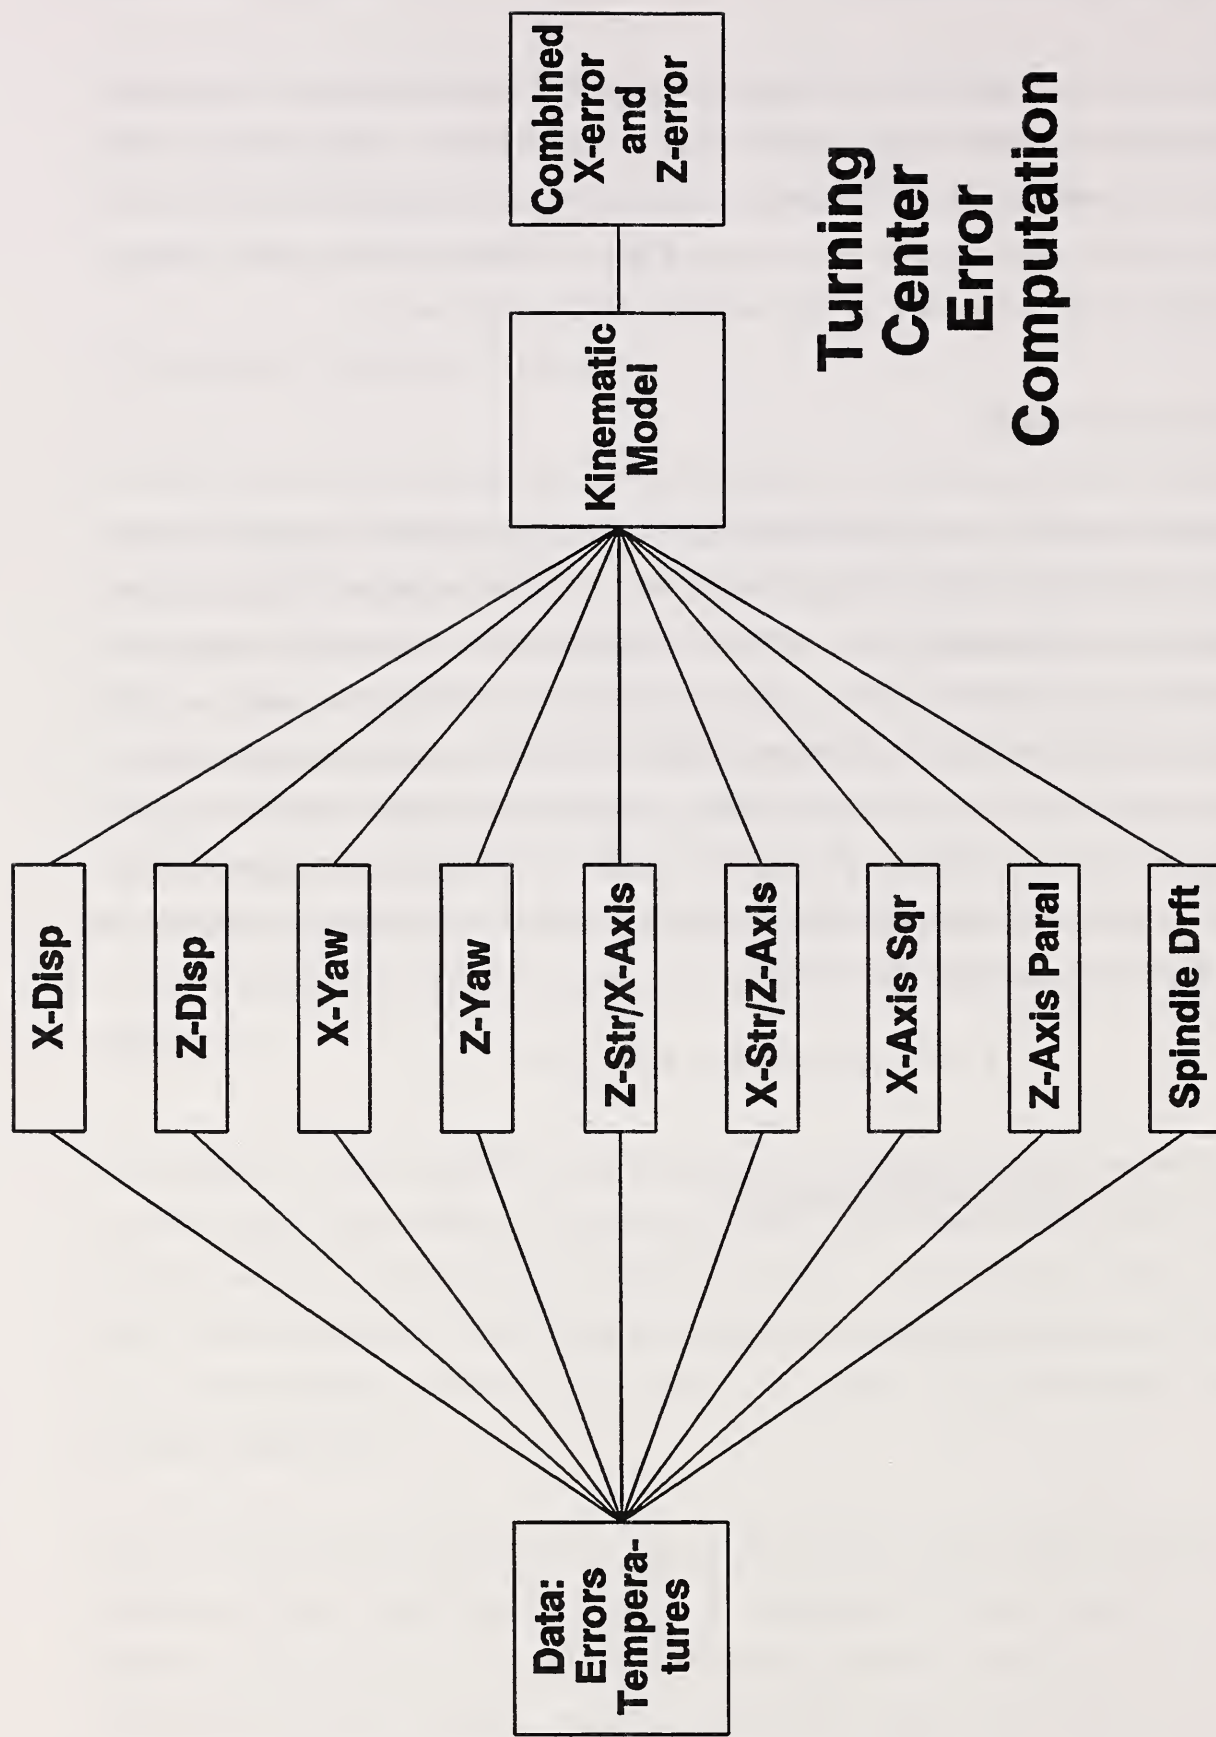 Data:
Errors
Tempera-
tures
X-Disp
Z-Disp
X-Yaw
Z-Yaw
Z-Str/X-Axis
X-Str/Z-Axis
X-Axis Sqr
Z-Axis Paral
Spindle Drft
Kinematic
Model
Combined
X-error
and
Z-error
Turning
Center
Error
Computation